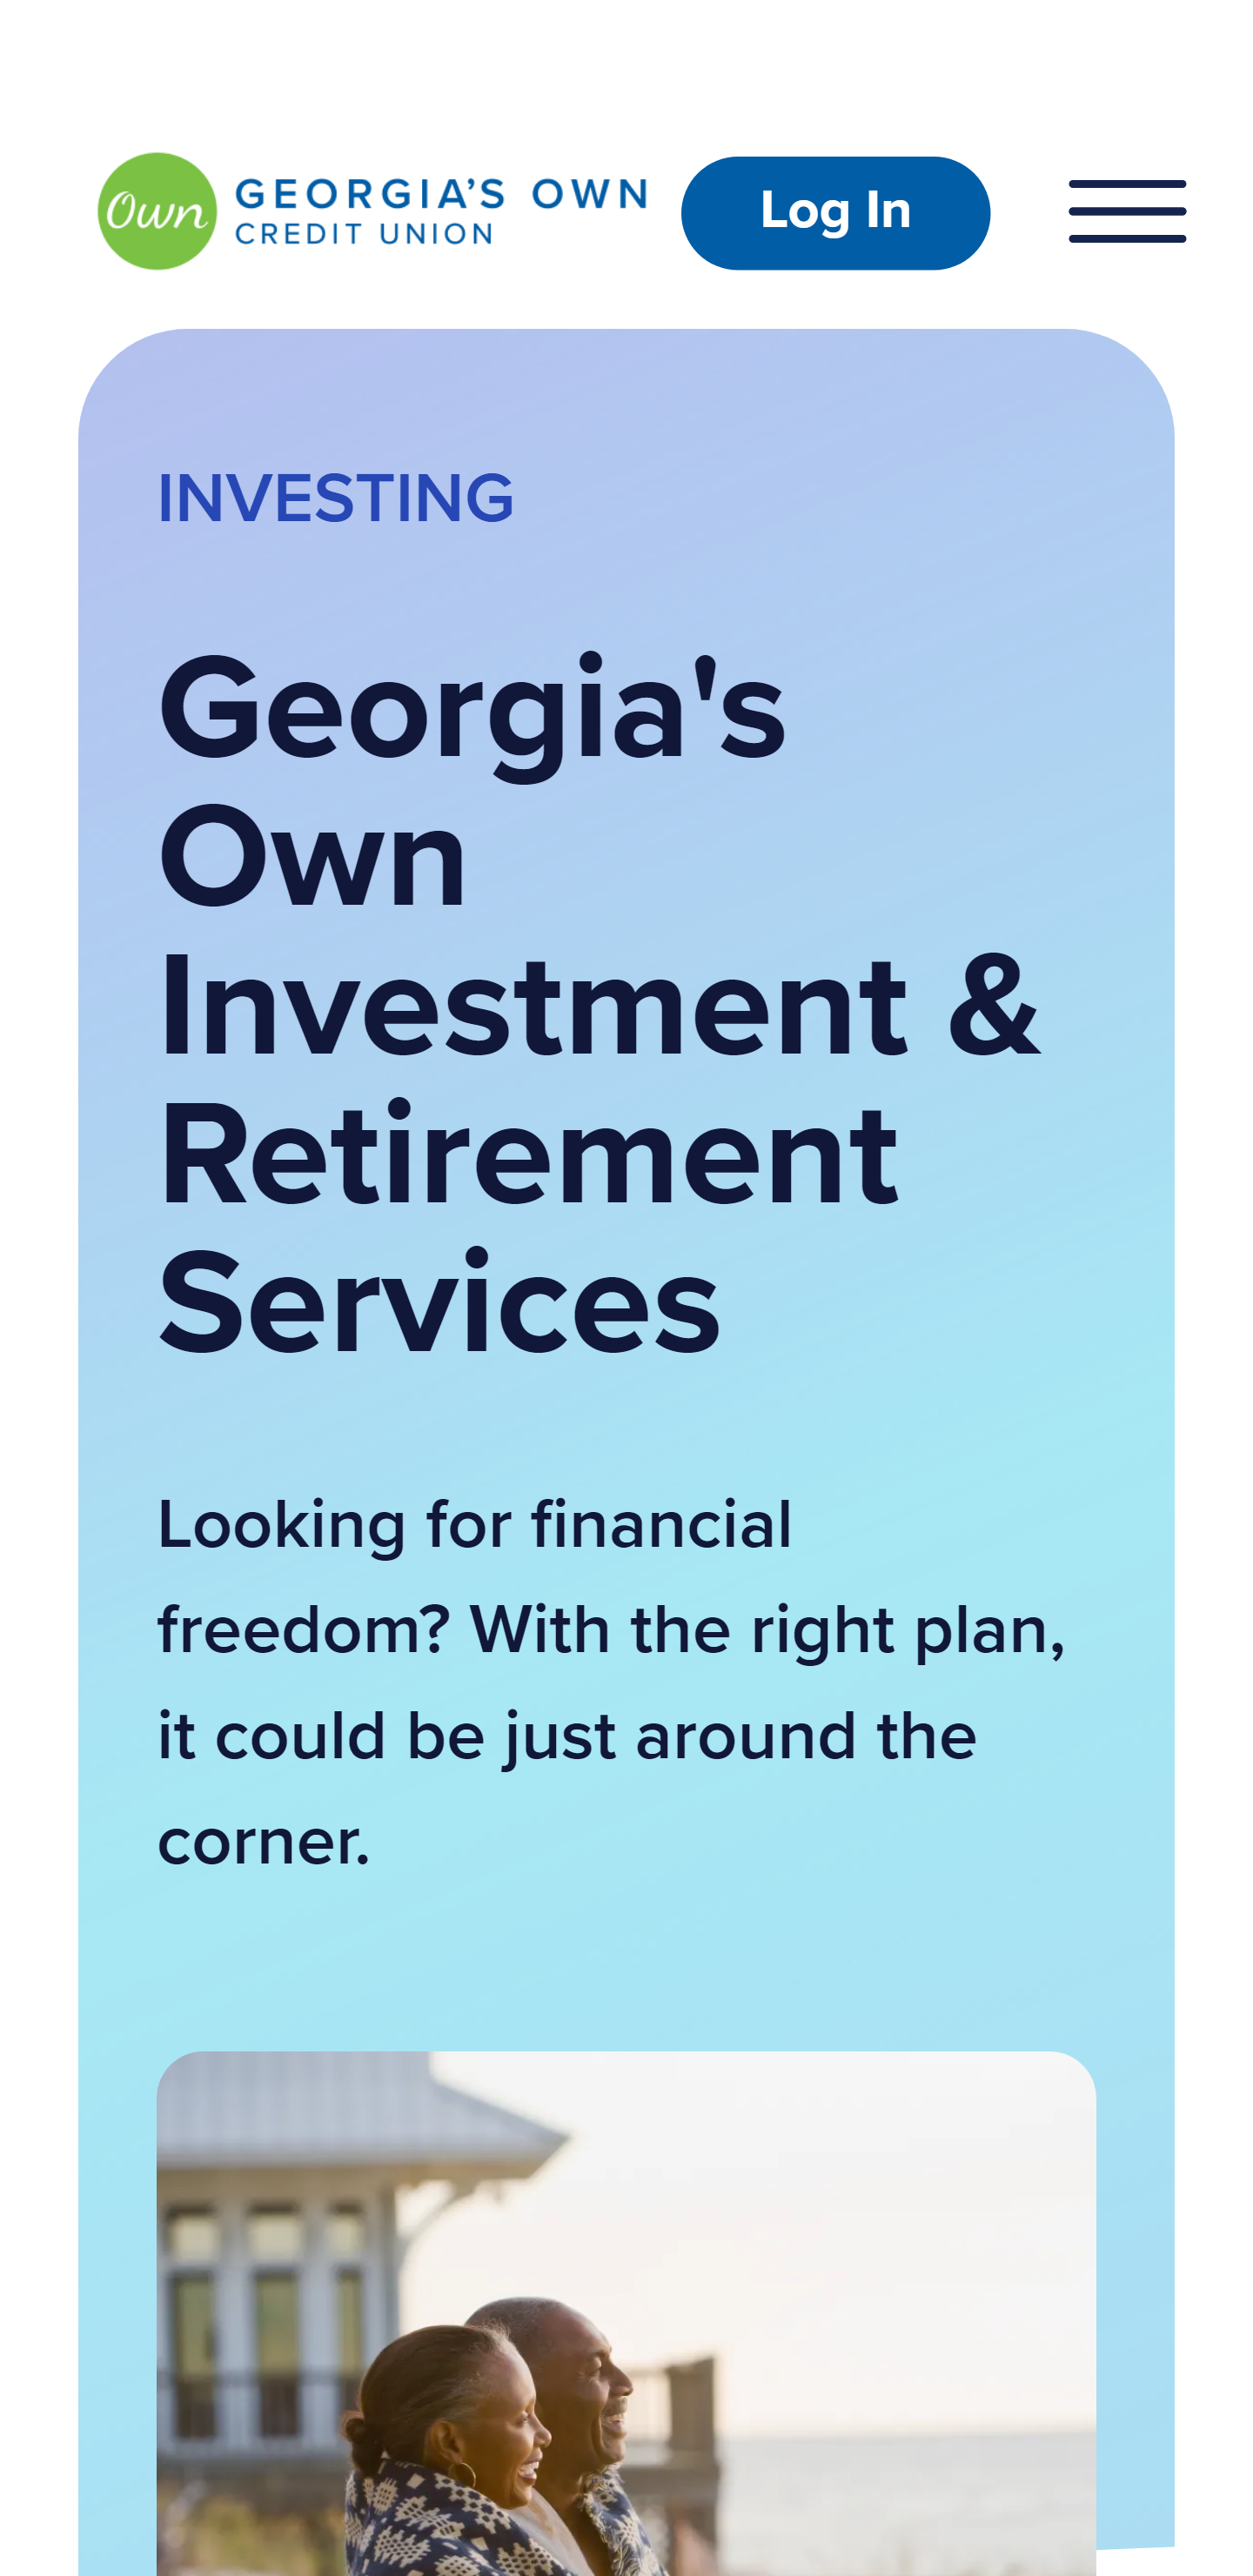 Own
GEORGIA’S OWN
CREDIT UNION
Log In
INVESTING
Georgia's
Own
Investment &
Retirement
Services
Looking for financial
freedom? With the right plan,
it could be just around the
corner.